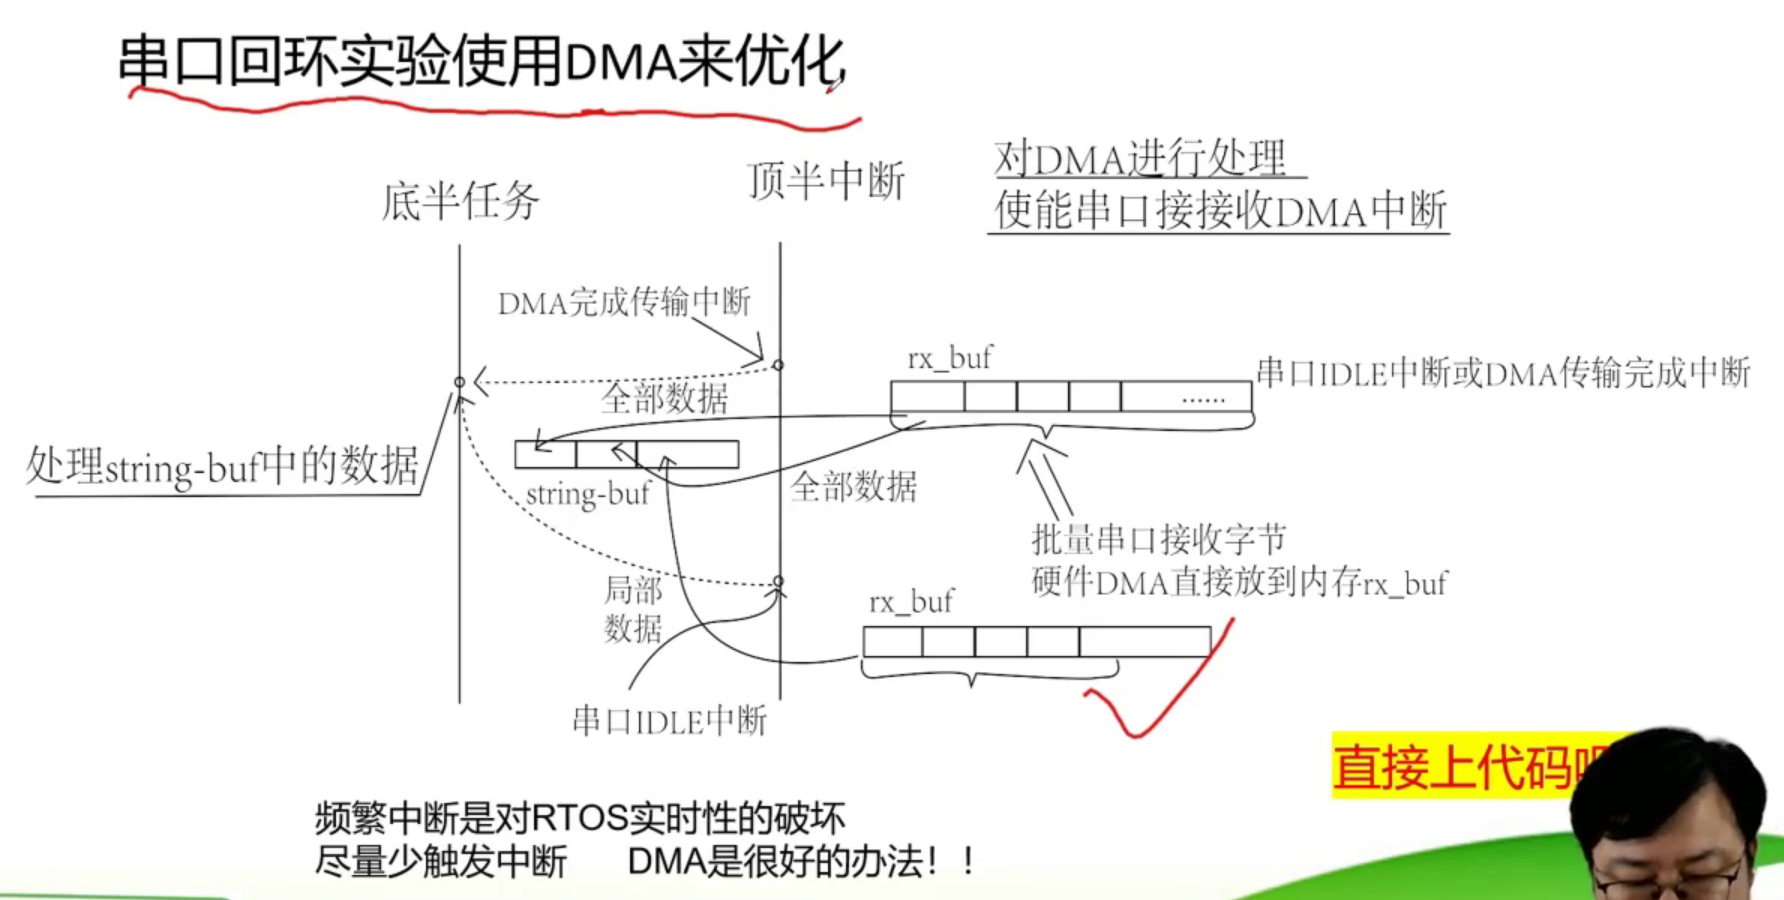 串口回环实验使用DMA来优化
底半任务
顶半中断
对DMA进行处理
使能串口接接收DMA中断
DMA完成传输中断
rx_buf
串口IDLE中断或DMA传输完成中断
......
全部数据
处理string-buf中的数据
string-buf
全部数据
批量串口接收字节
硬件DMA直接放到内存rx_buf
局部
数据
rx_buf
串口IDLE中断
直接上代码
频繁中断是对RTOS实时性的破坏
尽量少触发中断 DMA是很好的办法！！